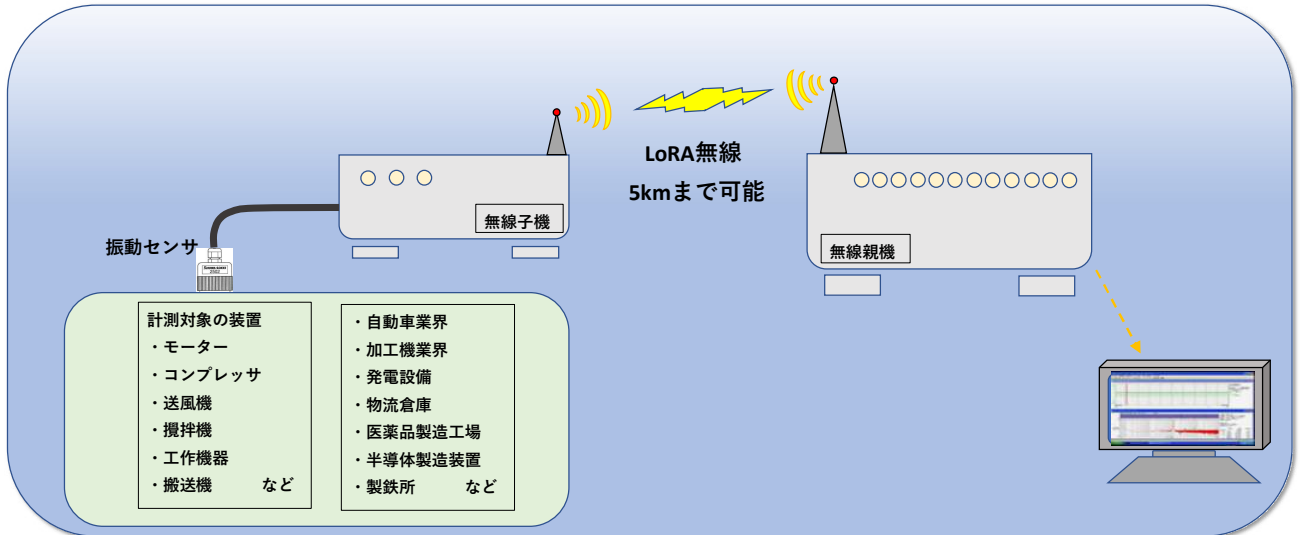 LoRA無線
5kmまで可能
無線子機
無線親機
振動センサ
2502
計測対象の装置
・モーター
・コンプレッサ
・送風機
・攪拌機
・工作機器
・搬送機 など
・自動車業界
・加工機業界
・発電設備
・物流倉庫
・医薬品製造工場
・半導体製造装置
・製鉄所 など